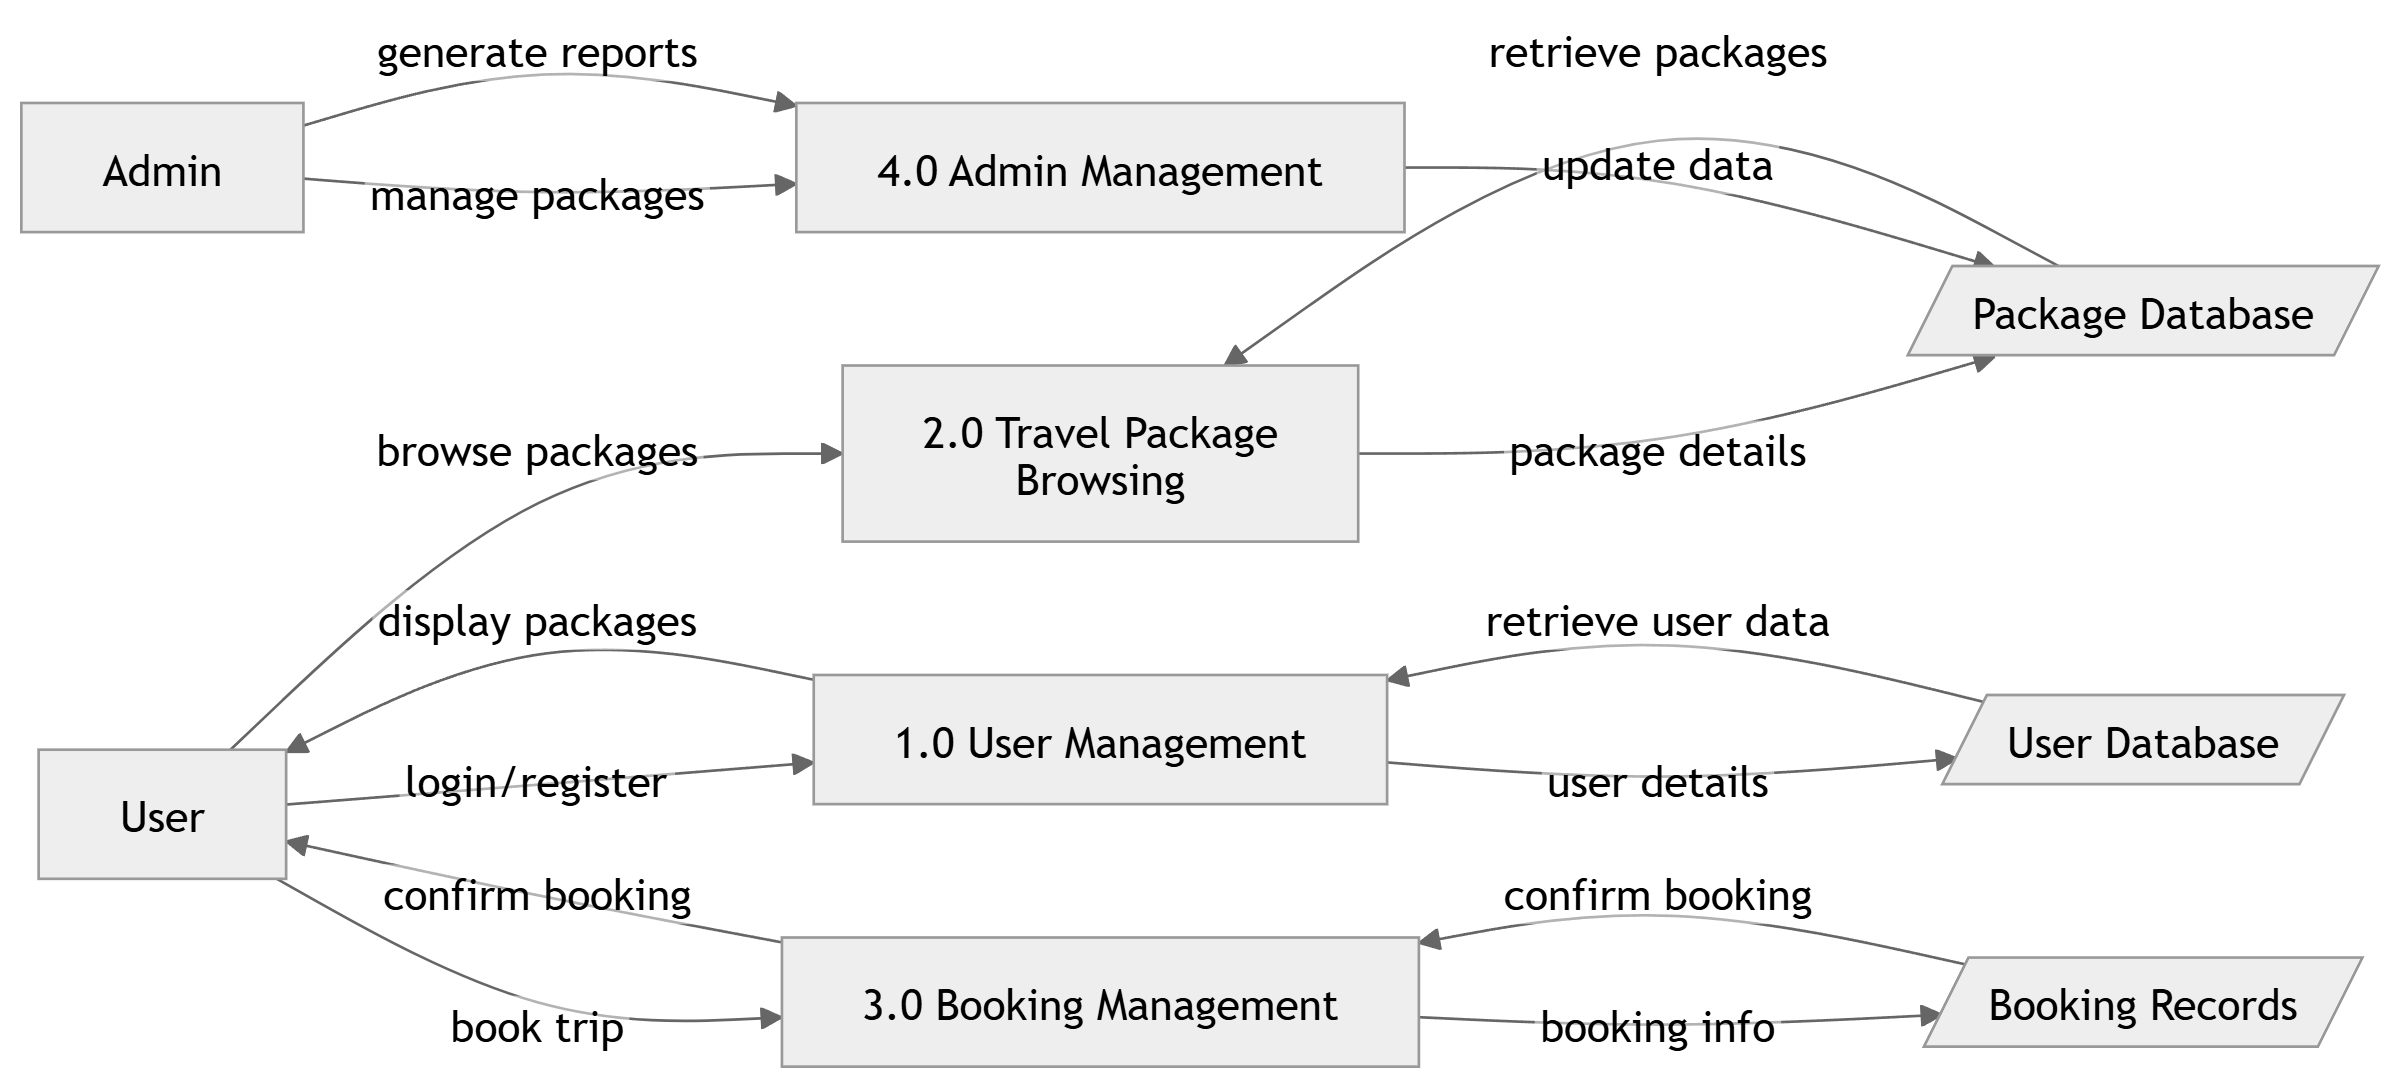 generate reports
retrieve packages
Admin
manage packages
4.0 Admin Management
update data
Package Database
browse packages
2.0 Travel Package
Browsing
package details
display packages
retrieve user data
1.0 User Management
User Database
login/register
user details
User
confirm booking
confirm booking
book trip
3.0 Booking Management
booking info
Booking Records